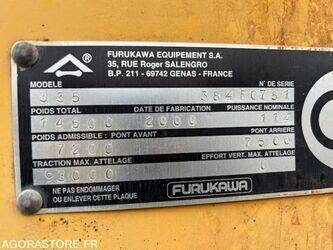 ®
FURUKAWA EQUIPEMENT S.A.
35, RUE Roger SALENGRO
B.P. 211 - 69742 GENAS - FRANCE
MODELE N° DE SERIE
POIDS TOTAL DATE DE FABRICATION PUISSANCE NOMINALE
14500 2000 114
POIDS ADMISSIBLE : PONT AVANT PONT ARRIERE
7200 7500
TRACTION MAX. ATTELAGE EFFORT VERT. MAX. ATTELAGE
0
NE PAS ENDOMMAGER
OU ENLEVER CETTE PLAQUE
FURUKAWA
AGORASTORE.FR